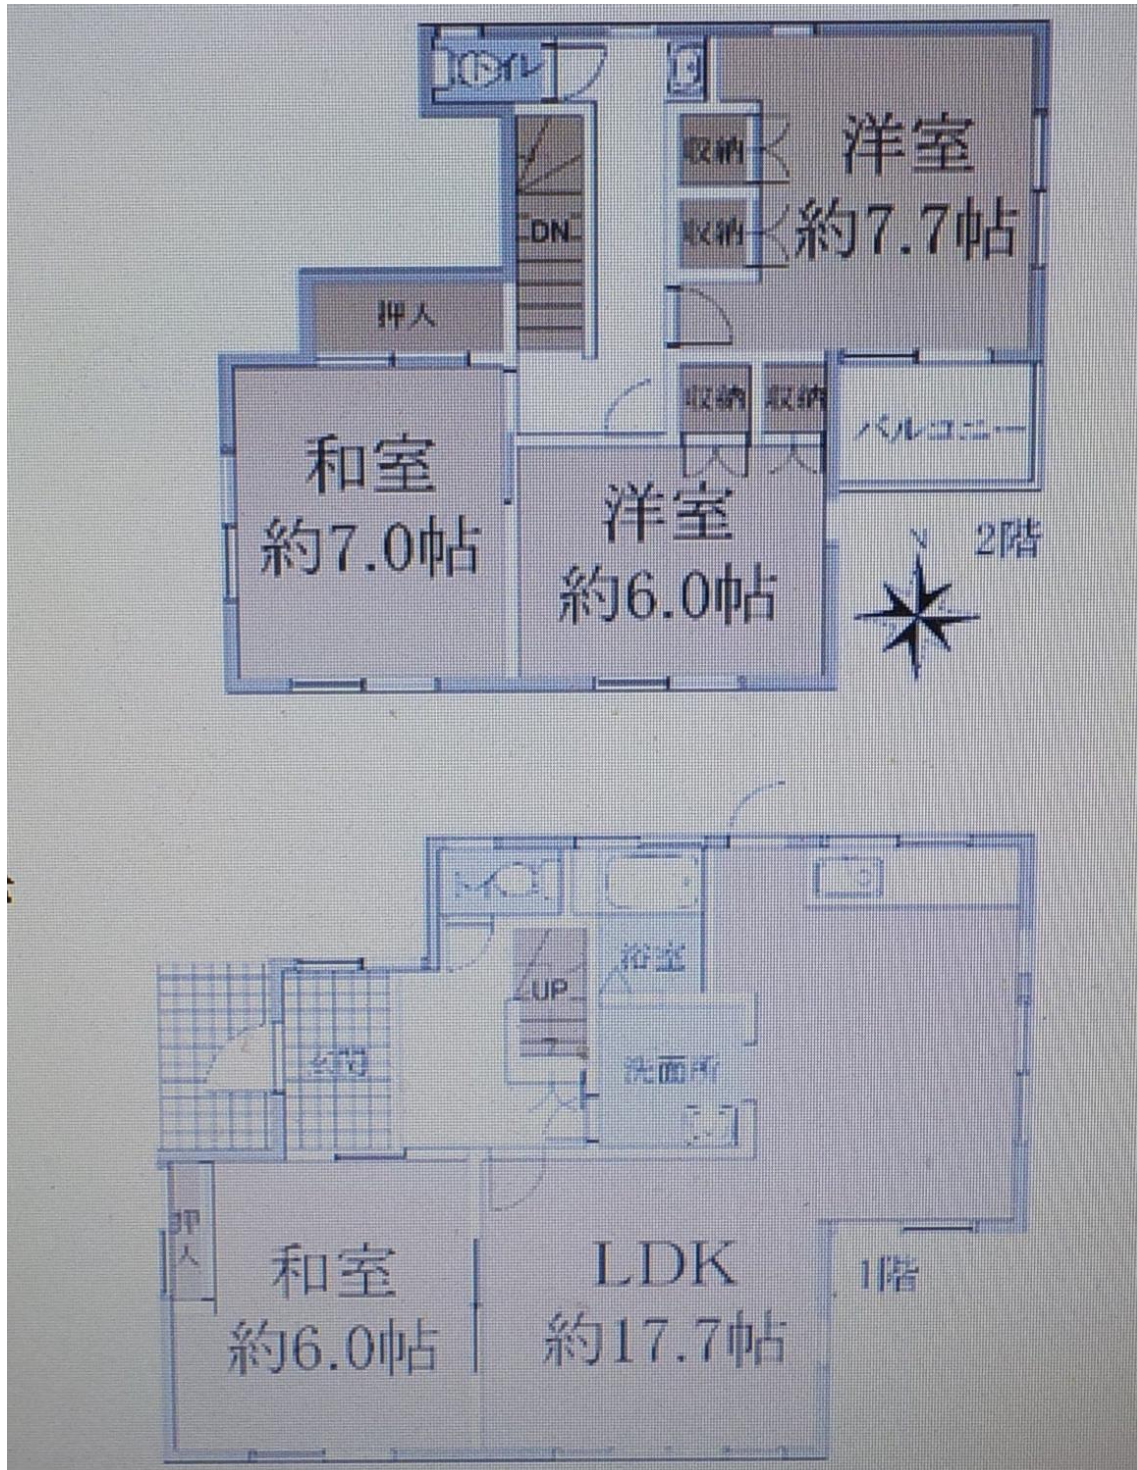 トイレ
洋室
約7.7帖
収納
収納
DN
押入
収納
収納
バルコニー
和室
約7.0帖
洋室
約6.0帖
N
2階
浴室
UP
玄関
洗面所
押入
和室
約6.0帖
LDK
約17.7帖
1階